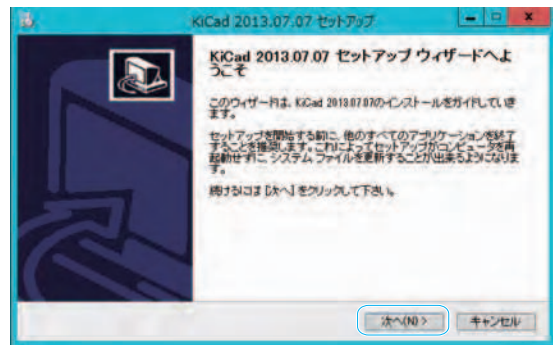 KiCad 2013.07.07 セットアップ
KiCad 2013.07.07 セットアップ ウィザードへよ
うこそ
このウィザードは、KiCad 2013.07.07のインストールをガイドしていき
ます。
セットアップを開始する前に、他のすべてのアプリケーションを終了
することを推奨します。これによってセットアップがコンピュータを再
起動せずに、システム ファイルを更新することが出来るようになりま
す。
続けるには [次へ] をクリックして下さい。
次へ(N) >
キャンセル